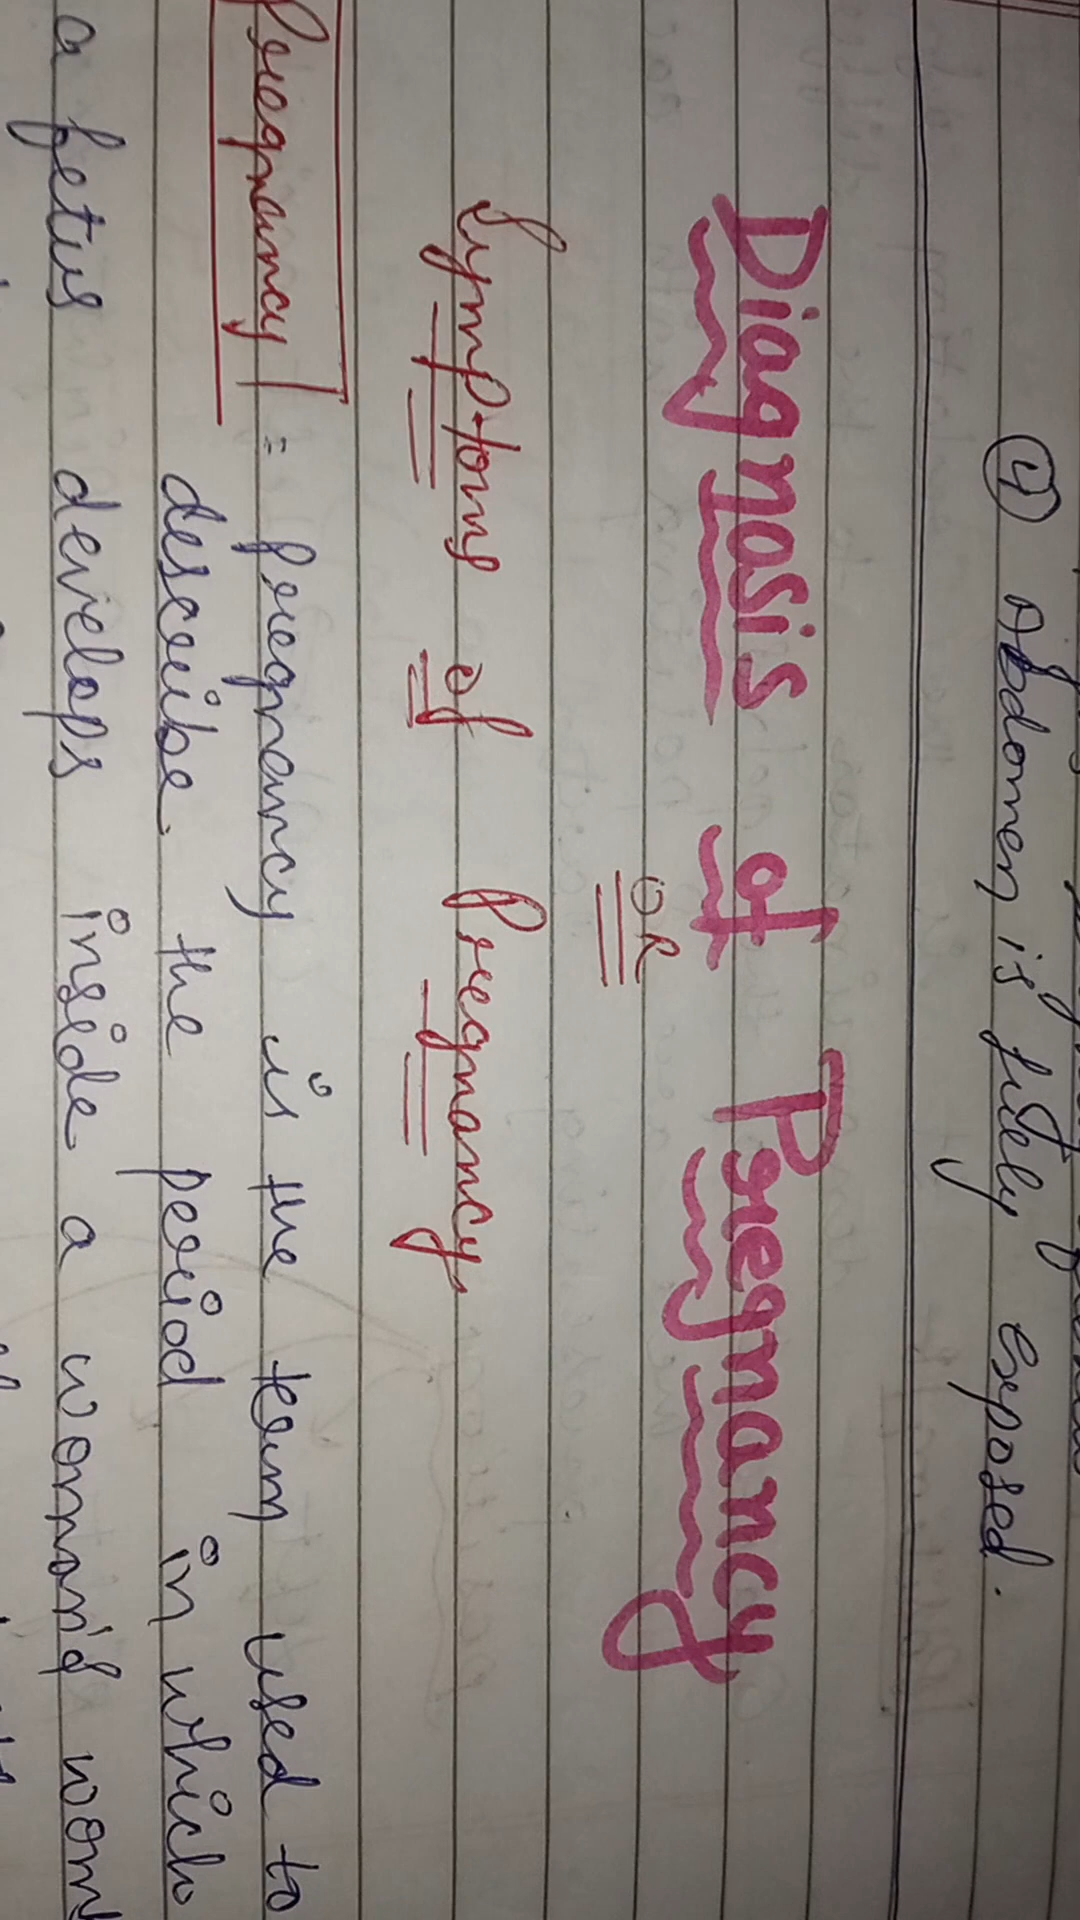 ④ Abdomen is fully exposed.
Diagnosis of Pregnancy
OR
Symptoms of Pregnancy.
Pregnancy = Pregnancy is the term used to
describe the period in which
a fetus develops inside a woman's